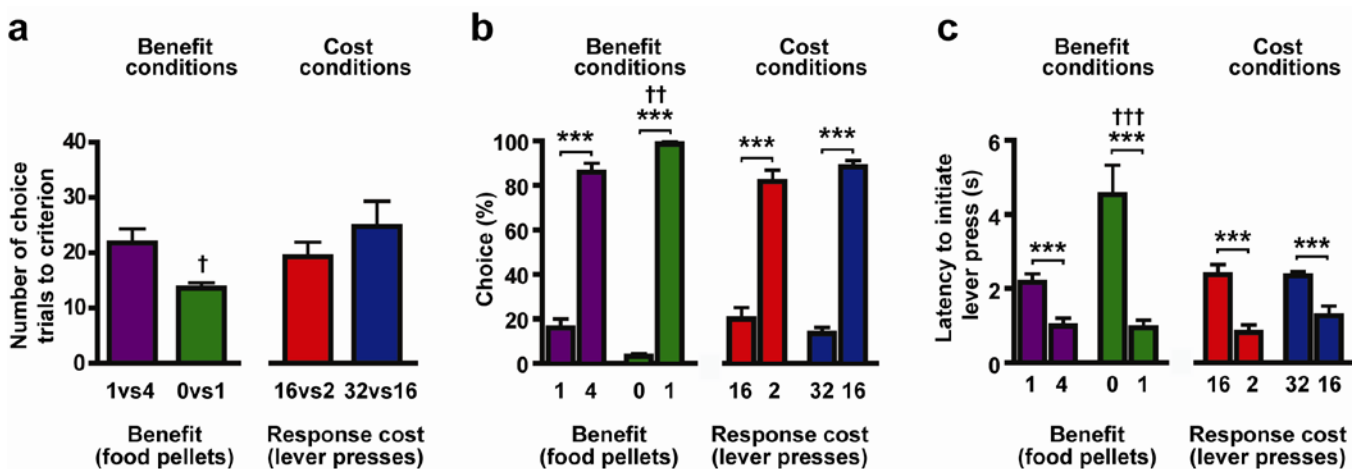 a
Benefit
conditions
Cost
conditions
Number of choice
trials to criterion
40
30
20
10
0
†
1vs4 0vs1 16vs2 32vs16
Benefit
(food pellets)
Response cost
(lever presses)
b
Benefit
conditions
Cost
conditions
Choice (%)
100
80
60
40
20
0
***
††
***
***
***
1 4 0 1 16 2 32 16
Benefit
(food pellets)
Response cost
(lever presses)
c
Benefit
conditions
Cost
conditions
Latency to initiate
lever press (s)
6
4
2
0
***
†††
***
***
***
1 4 0 1 16 2 32 16
Benefit
(food pellets)
Response cost
(lever presses)